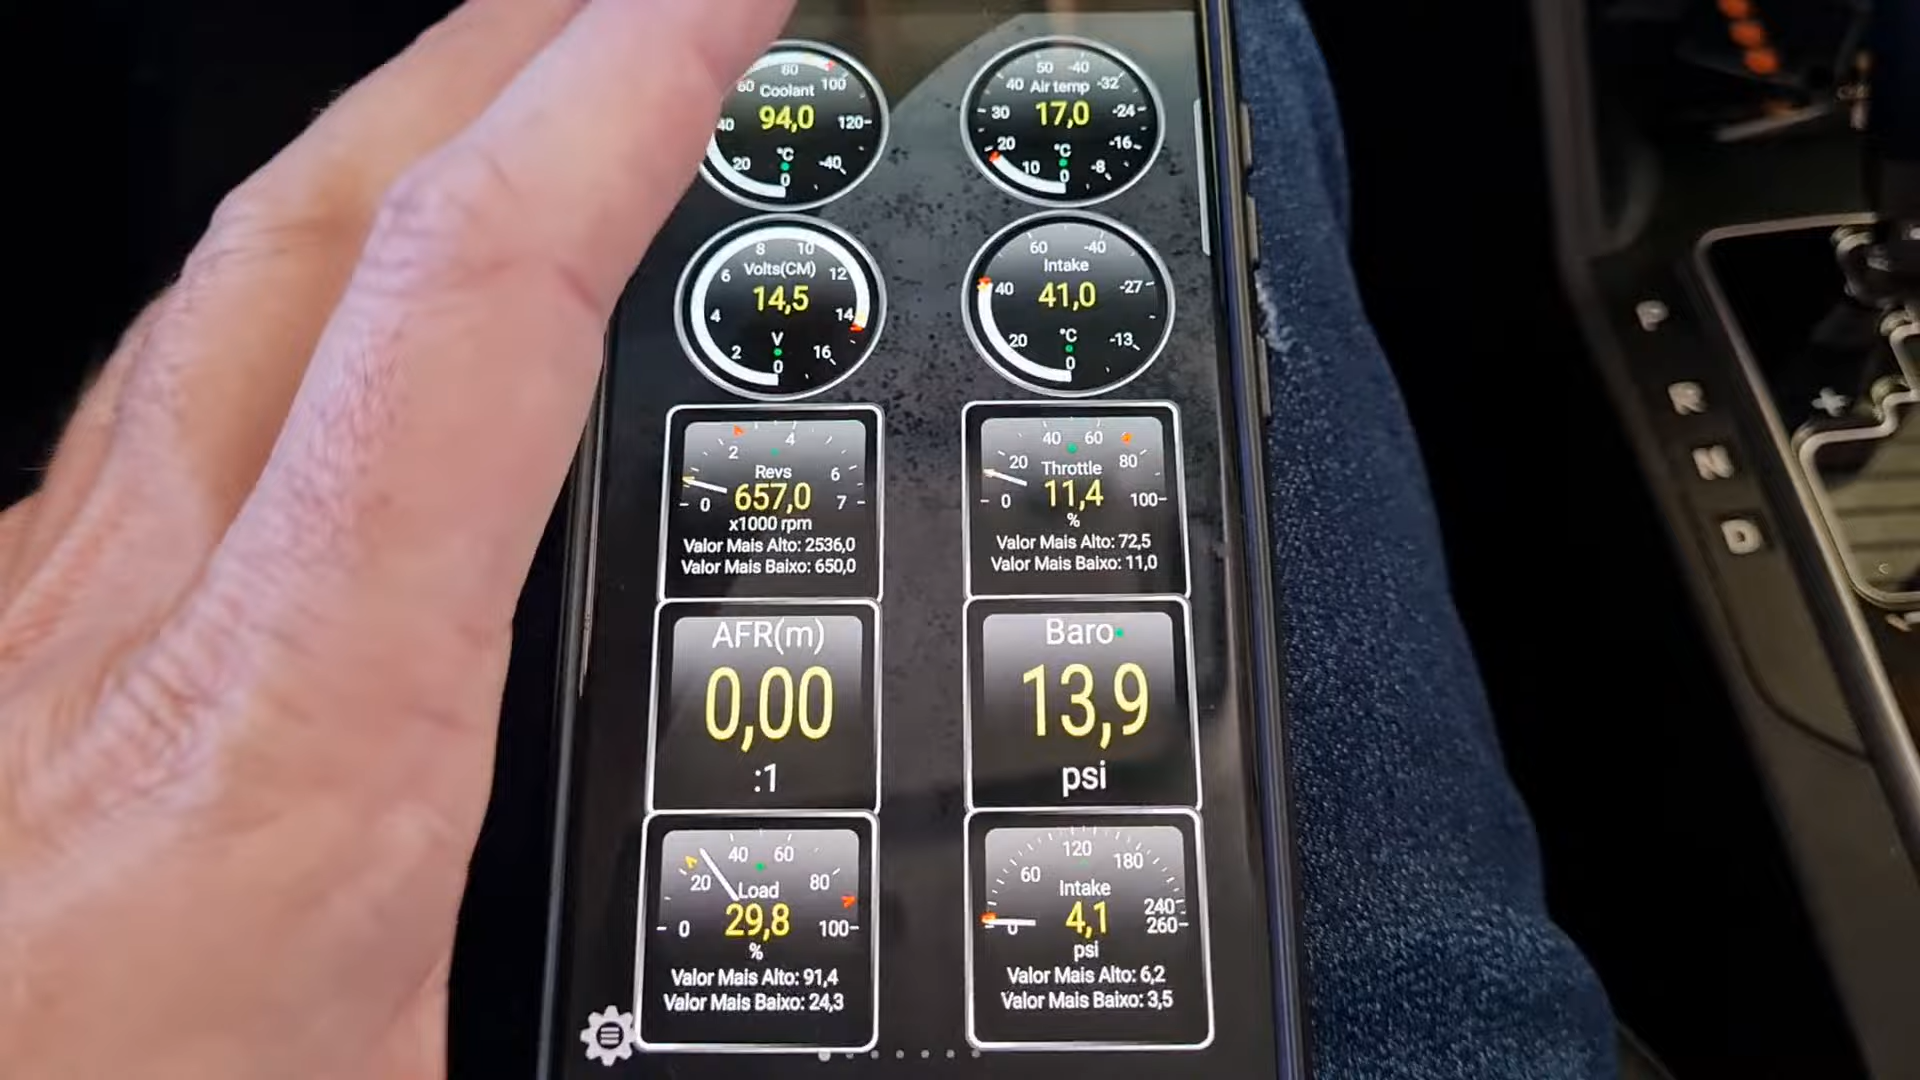 80
60 100
Coolant
94,0
40 120
°C
20 -40
0
50 -40
40 Air temp -32
30 17,0 -24
20 °C -16
10 -8
0
8 10
6 Volts(CM) 12
14,5
4 14
V
2 16
0
60 -40
Intake
40 41,0 -27
°C
20 -13
0
4
2
Revs 6
0 657,0 7
x1000 rpm
Valor Mais Alto: 2536,0
Valor Mais Baixo: 650,0
40 60
20 Throttle 80
0 11,4 100
%
Valor Mais Alto: 72,5
Valor Mais Baixo: 11,0
AFR(m)
0,00
:1
Baro
13,9
psi
40 60
20 80
Load
0 29,8 100
%
Valor Mais Alto: 91,4
Valor Mais Baixo: 24,3
120
60 180
Intake
240
0 4,1 260
psi
Valor Mais Alto: 6,2
Valor Mais Baixo: 3,5
P
R
N
D
+